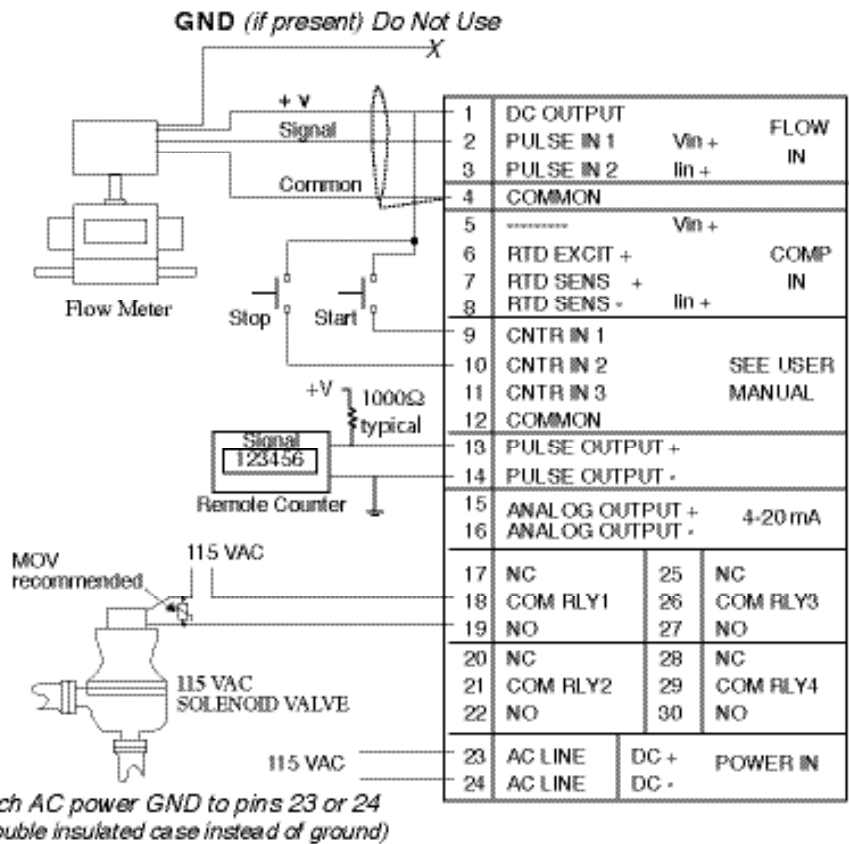 GND (if present) Do Not Use
X
+ V
Signal
Common
Flow Meter
Stop
Start
1 DC OUTPUT
2 PULSE IN 1 Vin +
3 PULSE IN 2 Iin +
FLOW
IN
4 COMMON
5 --------- Vin +
6 RTD EXCIT +
7 RTD SENS +
8 RTD SENS - Iin +
COMP
IN
9 CNTR IN 1
10 CNTR IN 2
11 CNTR IN 3
12 COMMON
SEE USER
MANUAL
+V
1000Ω
typical
Signal
123456
Remote Counter
13 PULSE OUTPUT +
14 PULSE OUTPUT -
15 ANALOG OUTPUT +
16 ANALOG OUTPUT -
4-20 mA
MOV
recommended
115 VAC
115 VAC
SOLENOID VALVE
17 NC 25 NC
18 COM RLY1 26 COM RLY3
19 NO 27 NO
20 NC 28 NC
21 COM RLY2 29 COM RLY4
22 NO 30 NO
115 VAC
23 AC LINE DC +
24 AC LINE DC -
POWER IN
ch AC power GND to pins 23 or 24
ouble insulated case instead of ground)